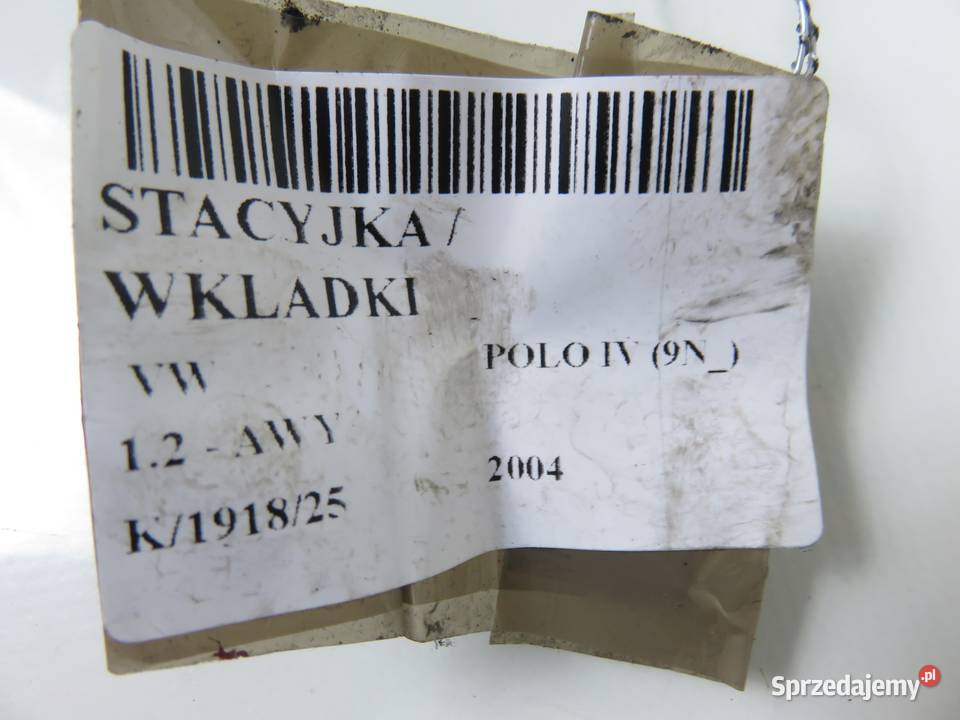 STACYJKA /
WKLADKI
VW POLO IV (9N_)
1.2 - AWY 2004
K/1918/25
Sprzedajemy.pl